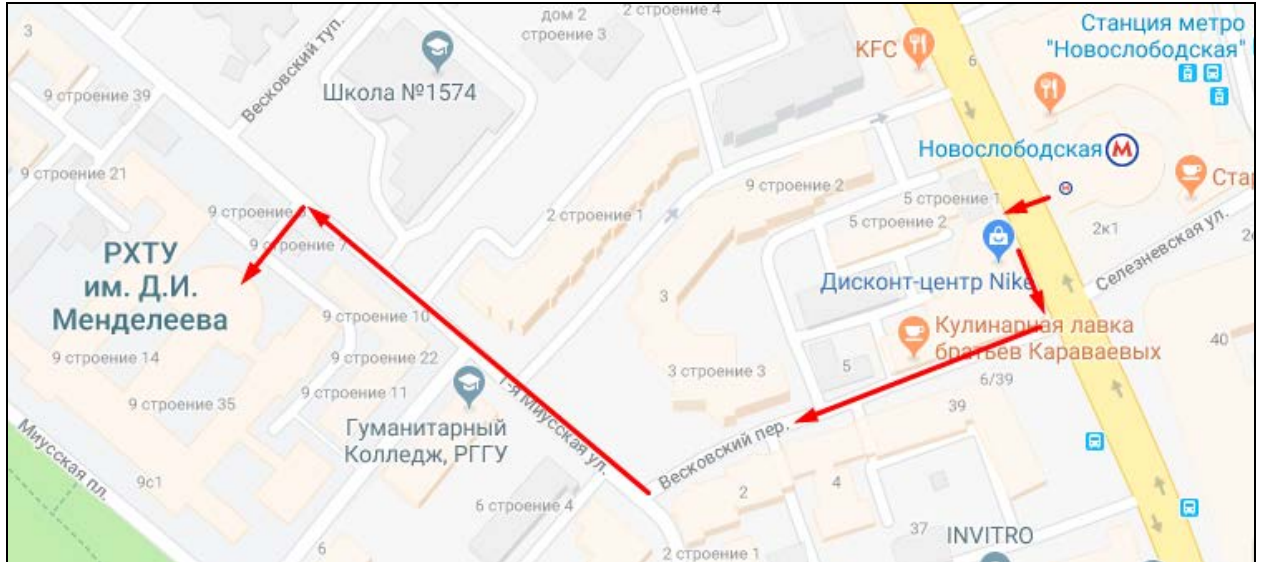 3
Весковский туп.
дом 2
строение 3
2 строение 4
KFC
6
Станция метро
"Новослободская"
9 строение 39
Школа №1574
Новослободская
М
Стар
9 строение 21
9 строение 2
5 строение 1
5 строение 2
2к1
Селезневская ул.
9 строение
9 строение 7
2 строение 1
РХТУ
им. Д.И.
Менделеева
Дисконт-центр Nike
3
9 строение 10
Кулинарная лавка
братьев Караваевых
40
9 строение 14
9 строение 22
3 строение 3
5
6/39
9 строение 35
9 строение 11
1-я Миусская ул.
39
Гуманитарный
Колледж, РГГУ
Весковский пер.
Миусская пл.
9с1
6 строение 4
2
4
37
INVITRO
6
2 строение 1